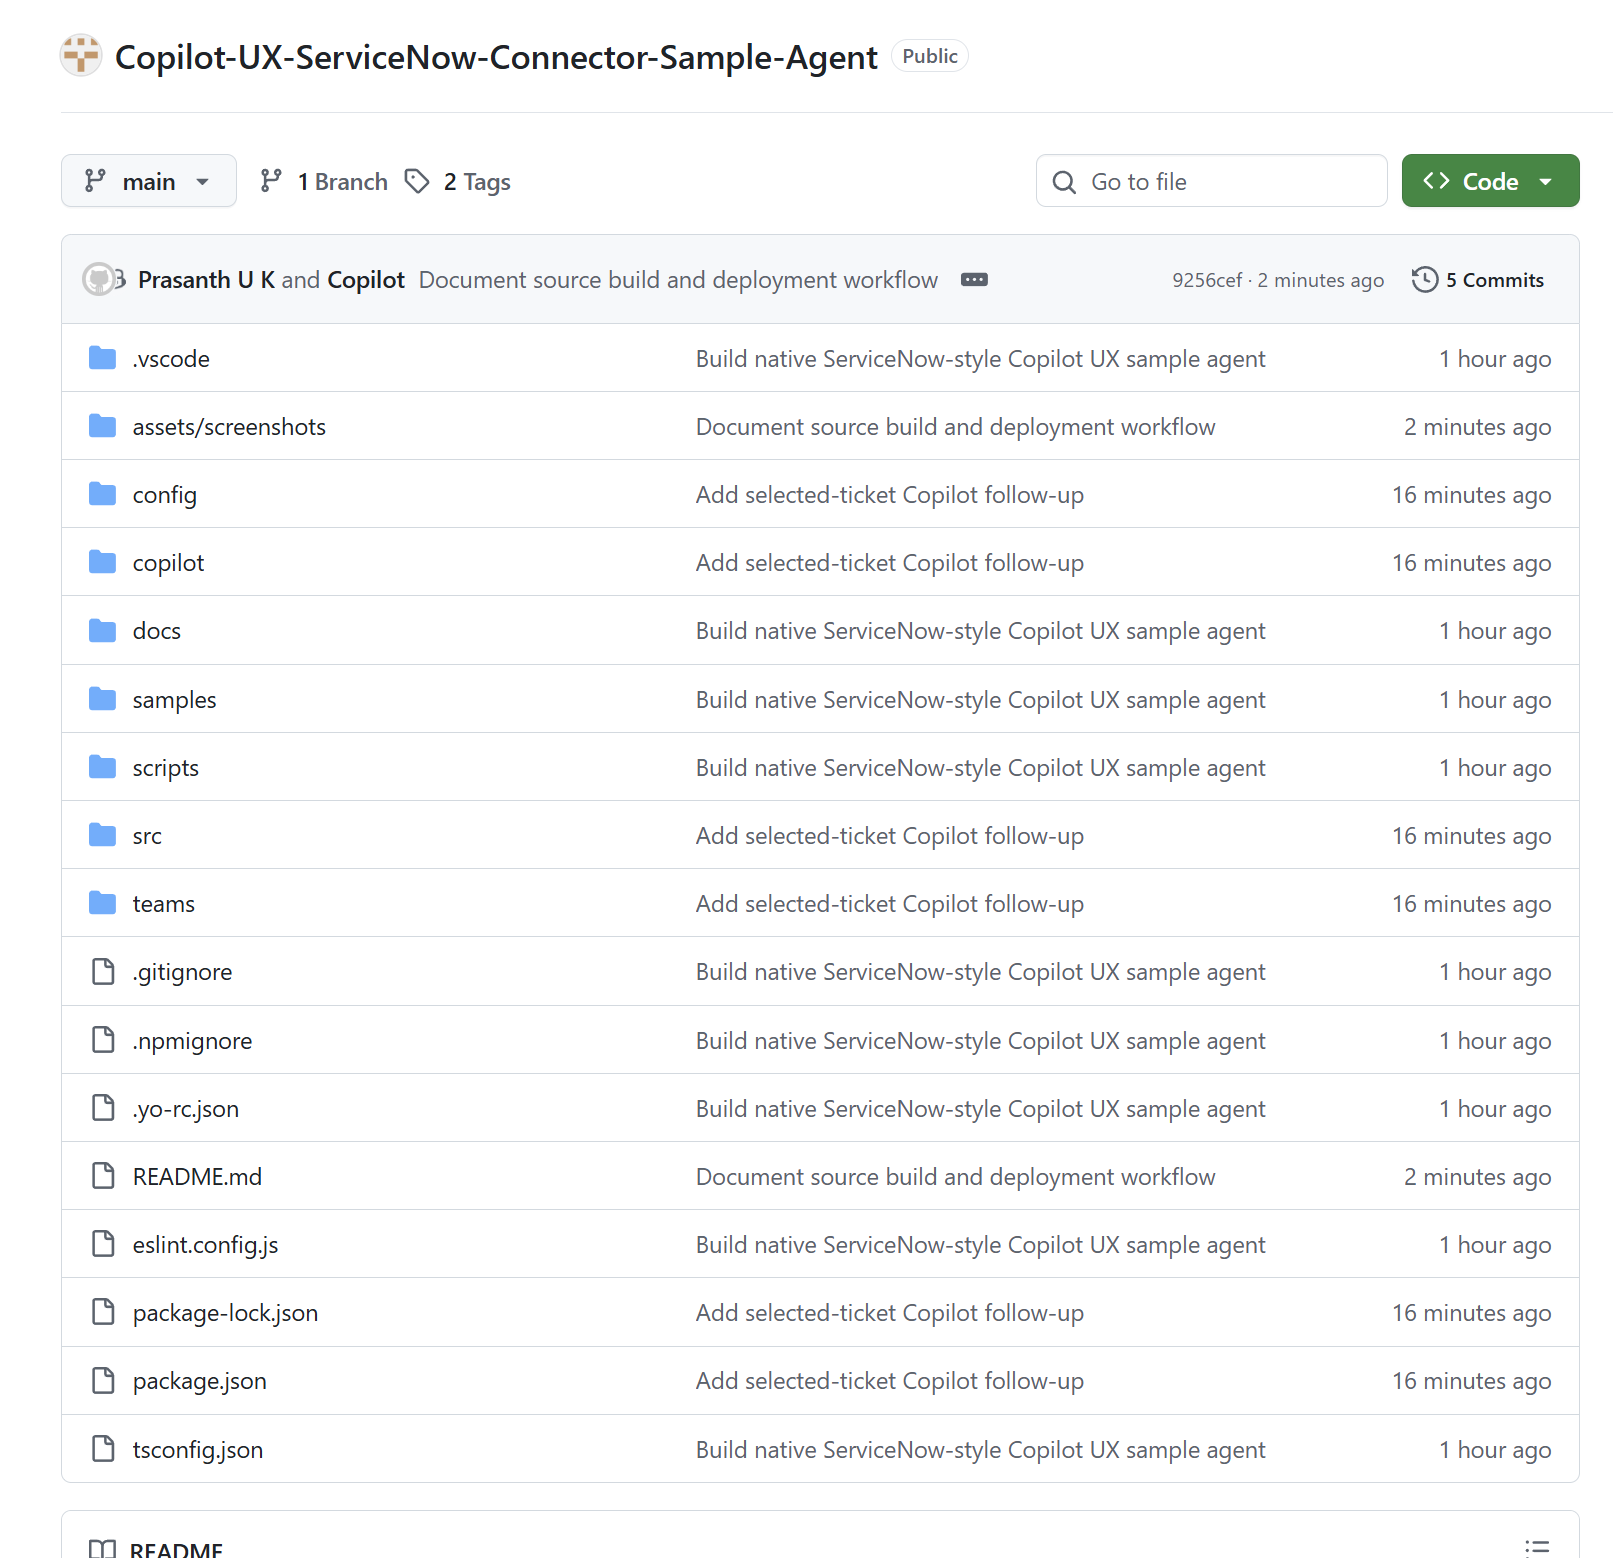 Copilot-UX-ServiceNow-Connector-Sample-Agent Public
main 1 Branch 2 Tags Go to file Code
Prasanth U K and Copilot Document source build and deployment workflow 9256cef · 2 minutes ago 5 Commits
.vscode Build native ServiceNow-style Copilot UX sample agent 1 hour ago
assets/screenshots Document source build and deployment workflow 2 minutes ago
config Add selected-ticket Copilot follow-up 16 minutes ago
copilot Add selected-ticket Copilot follow-up 16 minutes ago
docs Build native ServiceNow-style Copilot UX sample agent 1 hour ago
samples Build native ServiceNow-style Copilot UX sample agent 1 hour ago
scripts Build native ServiceNow-style Copilot UX sample agent 1 hour ago
src Add selected-ticket Copilot follow-up 16 minutes ago
teams Add selected-ticket Copilot follow-up 16 minutes ago
.gitignore Build native ServiceNow-style Copilot UX sample agent 1 hour ago
.npmignore Build native ServiceNow-style Copilot UX sample agent 1 hour ago
.yo-rc.json Build native ServiceNow-style Copilot UX sample agent 1 hour ago
README.md Document source build and deployment workflow 2 minutes ago
eslint.config.js Build native ServiceNow-style Copilot UX sample agent 1 hour ago
package-lock.json Add selected-ticket Copilot follow-up 16 minutes ago
package.json Add selected-ticket Copilot follow-up 16 minutes ago
tsconfig.json Build native ServiceNow-style Copilot UX sample agent 1 hour ago
README